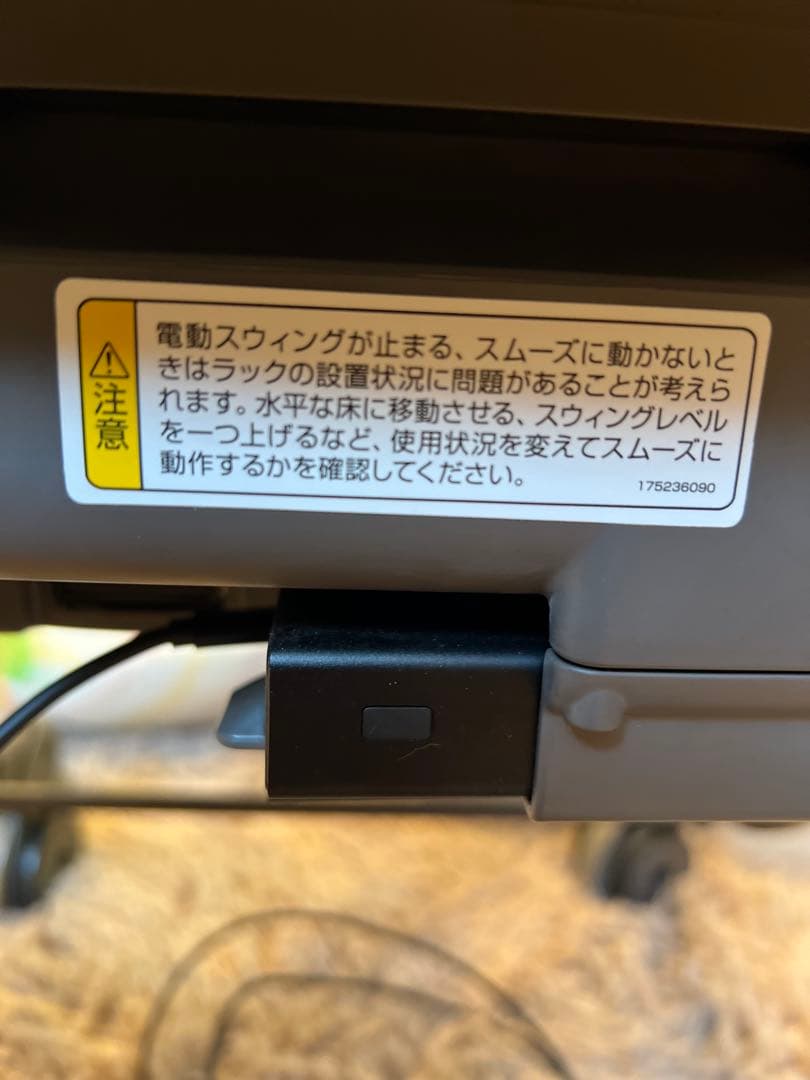 注意
電動スウィングが止まる、スムーズに動かないと
きはラックの設置状況に問題があることが考えら
れます。水平な床に移動させる、スウィングレベル
を一つ上げるなど、使用状況を変えてスムーズに
動作するかを確認してください。
175236090